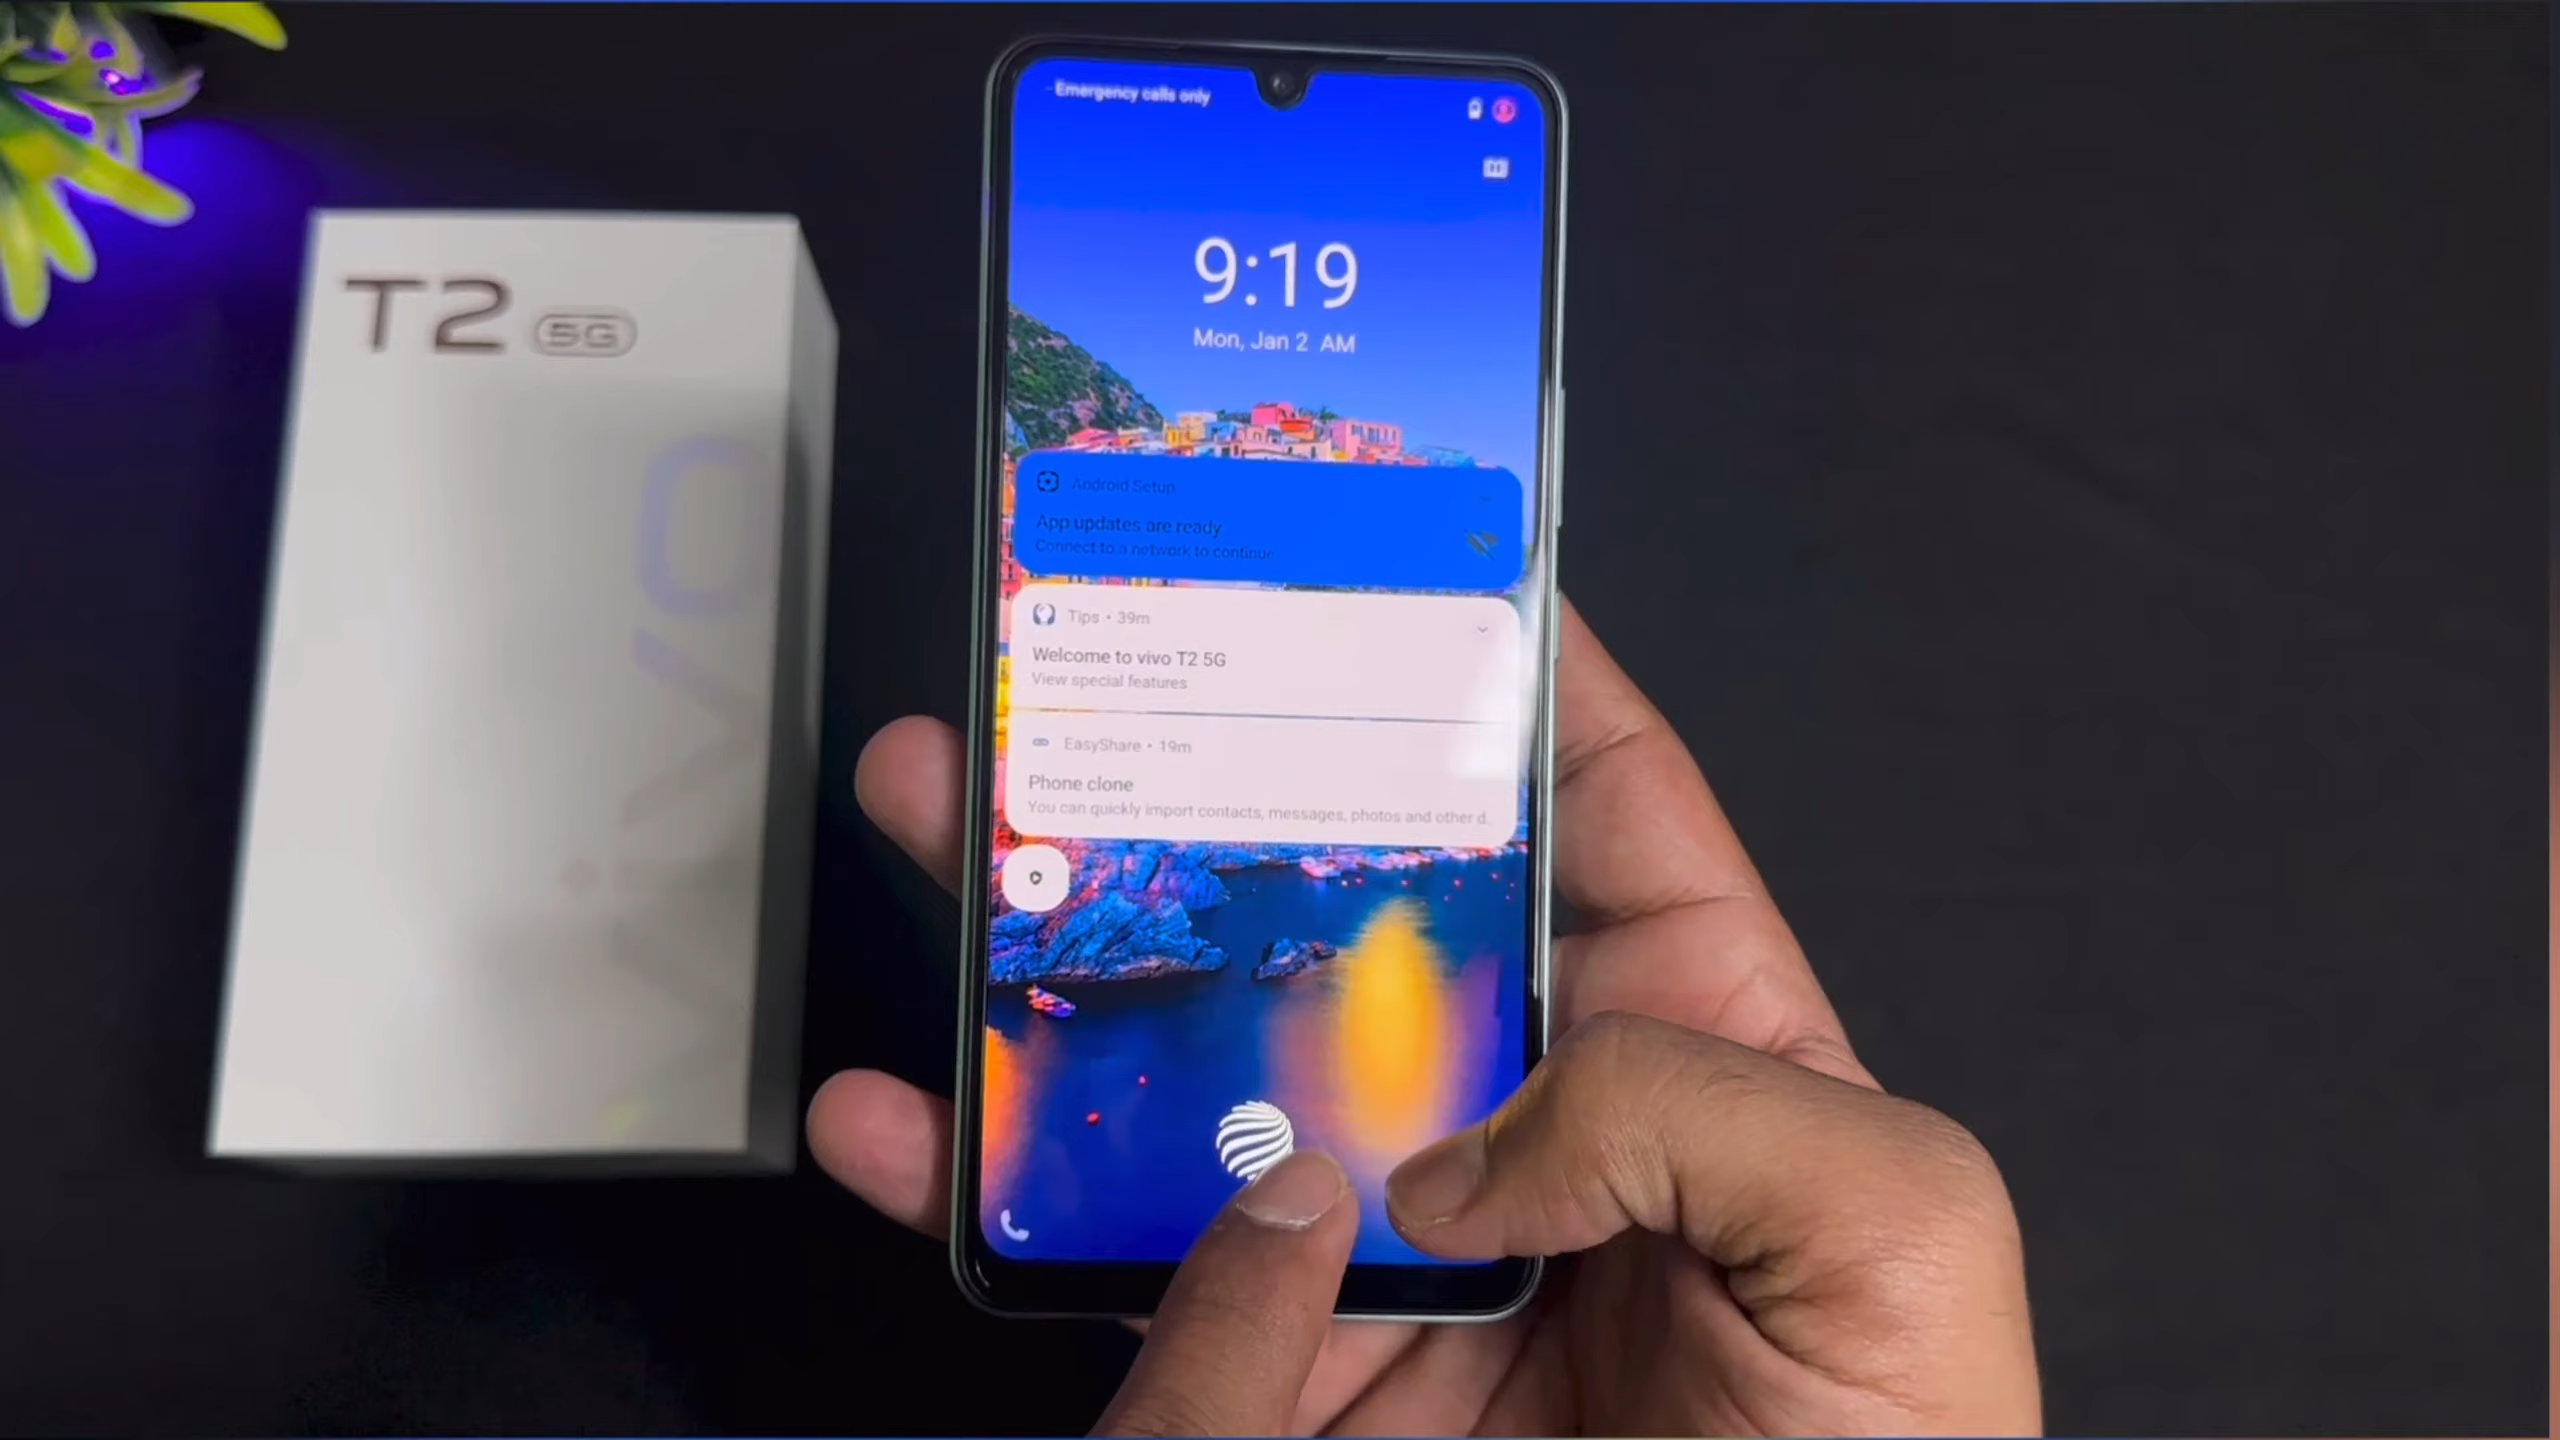 T2 5G
vivo
Emergency calls only
9:19
Mon, Jan 2 AM
Android Setup
App updates are ready
Connect to a network to continue
Tips • 39m
Welcome to vivo T2 5G
View special features
EasyShare • 19m
Phone clone
You can quickly import contacts, messages, photos and other d..